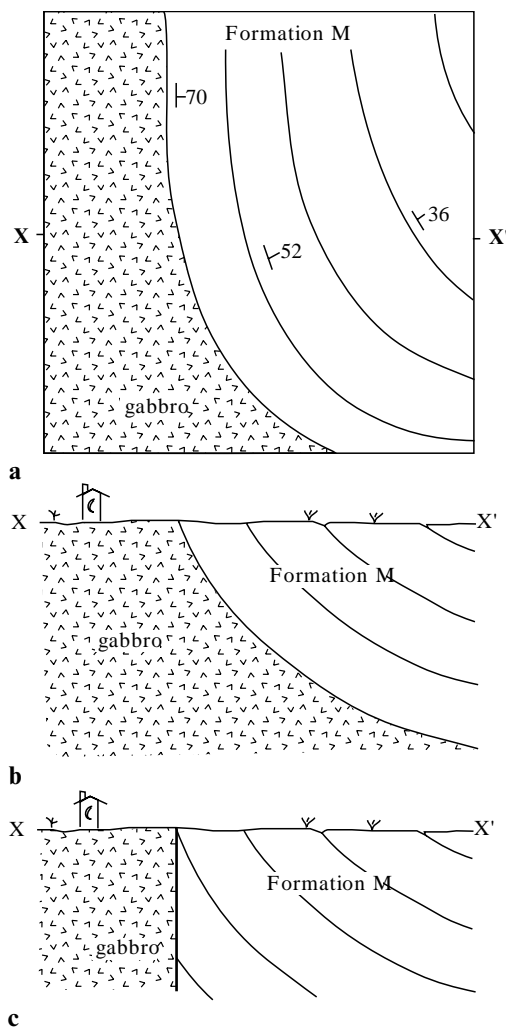 Formation M
70
36
X X'
52
gabbro
a
X X'
Formation M
gabbro
b
X X'
Formation M
gabbro
c